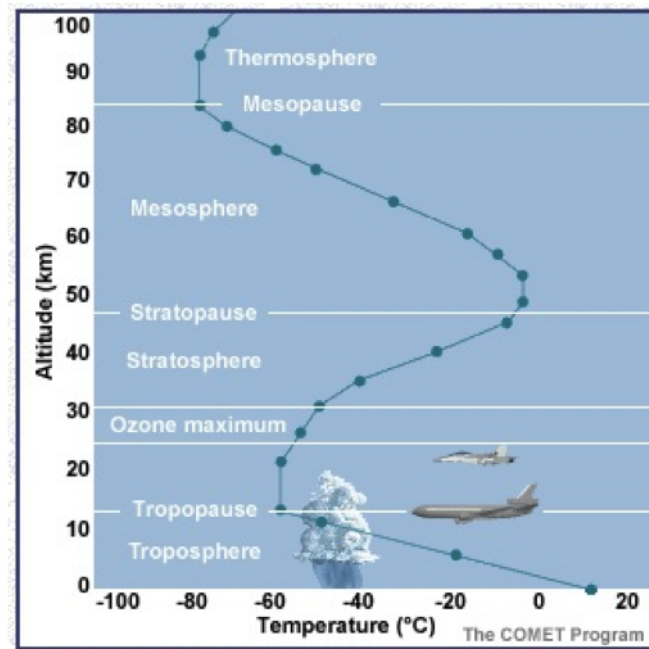 100
Thermosphere
90
Mesopause
80
70
Mesosphere
60
Altitude (km)
50
Stratopause
40
Stratosphere
30
Ozone maximum
20
Tropopause
10
Troposphere
0
-100 -80 -60 -40 -20 0 20
Temperature (°C)
The COMET Program